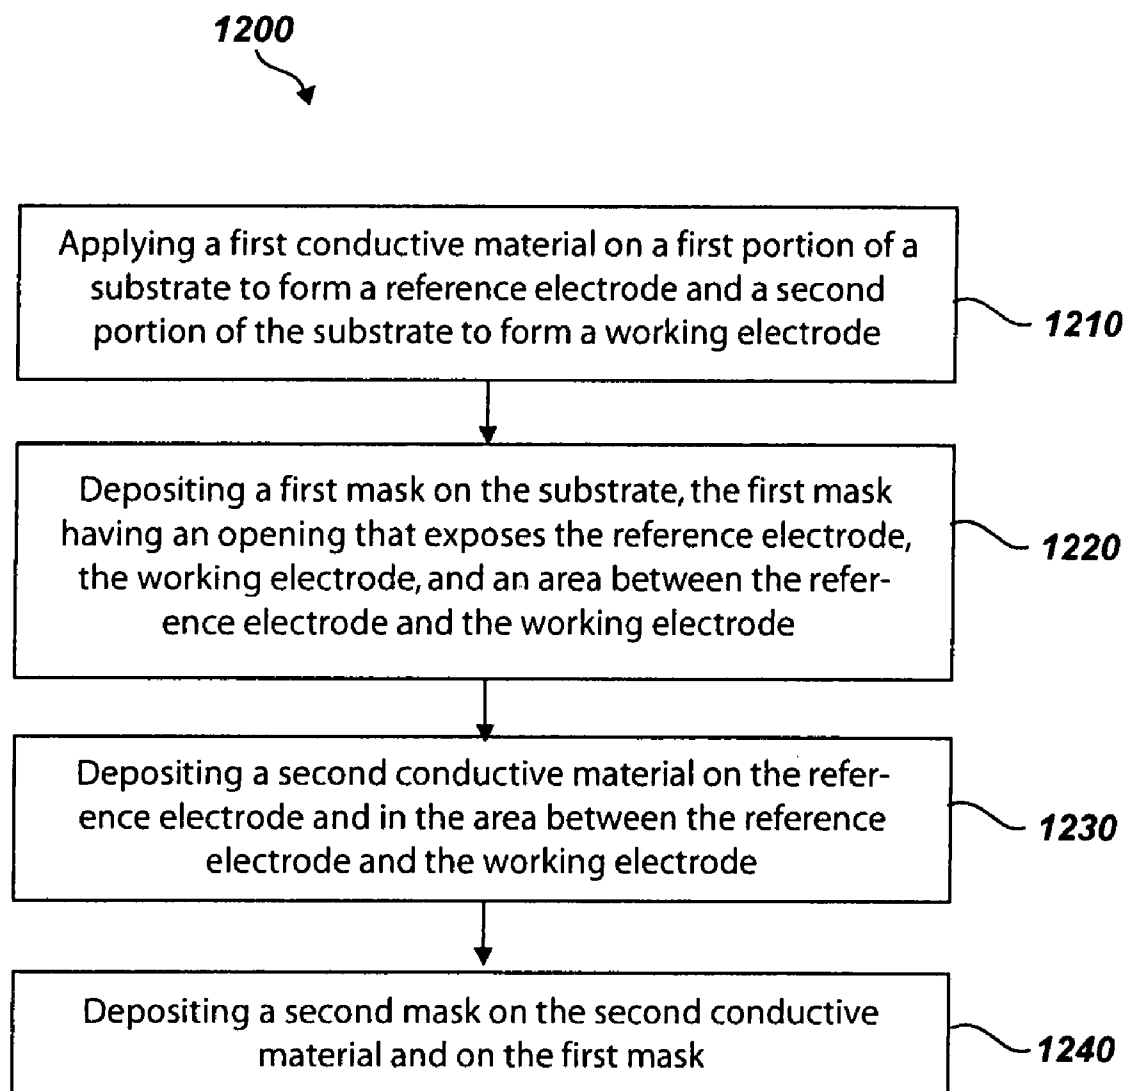 1200
Applying a first conductive material on a first portion of a
substrate to form a reference electrode and a second
portion of the substrate to form a working electrode
1210
Depositing a first mask on the substrate, the first mask
having an opening that exposes the reference electrode,
the working electrode, and an area between the refer-
ence electrode and the working electrode
1220
Depositing a second conductive material on the refer-
ence electrode and in the area between the reference
electrode and the working electrode
1230
Depositing a second mask on the second conductive
material and on the first mask
1240